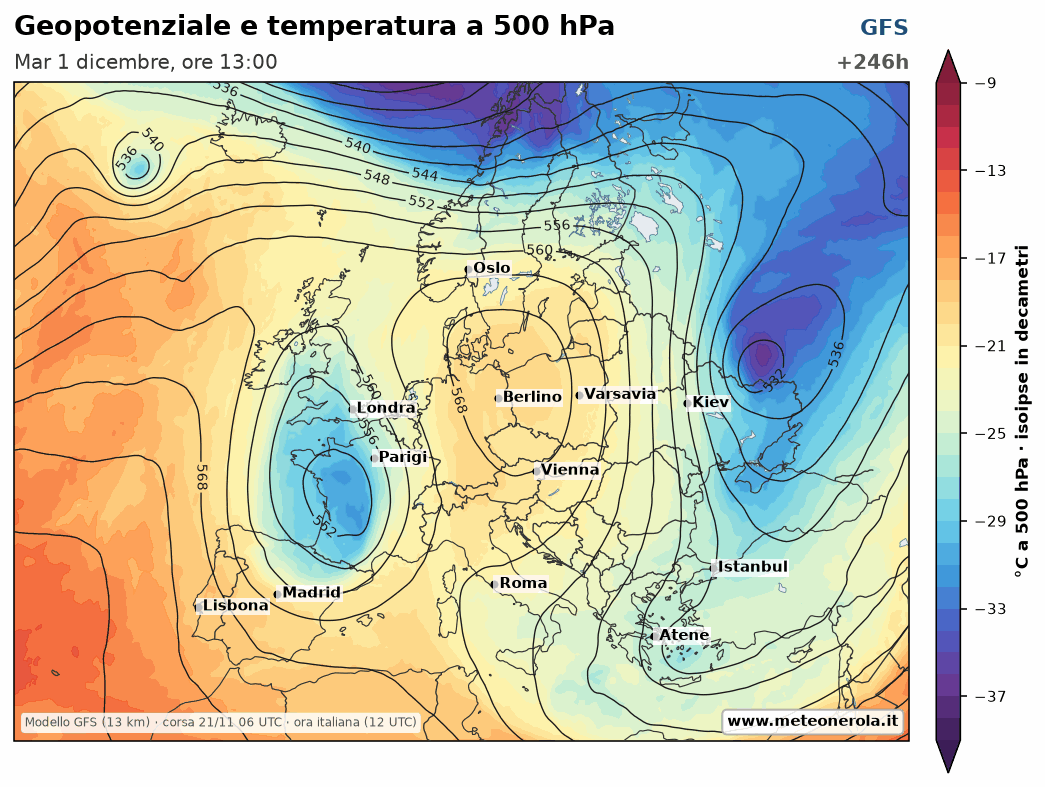 Geopotenziale e temperatura a 500 hPa
GFS
Mar 1 dicembre, ore 13:00
+246h
536
540
540
536
544
548
552
556
560
Oslo
568
560
556
568
552
532
536
Londra
Berlino
Varsavia
Kiev
Parigi
Vienna
Madrid
Lisbona
Roma
Istanbul
Atene
Modello GFS (13 km) · corsa 21/11 06 UTC · ora italiana (12 UTC)
www.meteonerola.it
−9
−13
−17
−21
−25
−29
−33
−37
°C a 500 hPa · isoipse in decametri